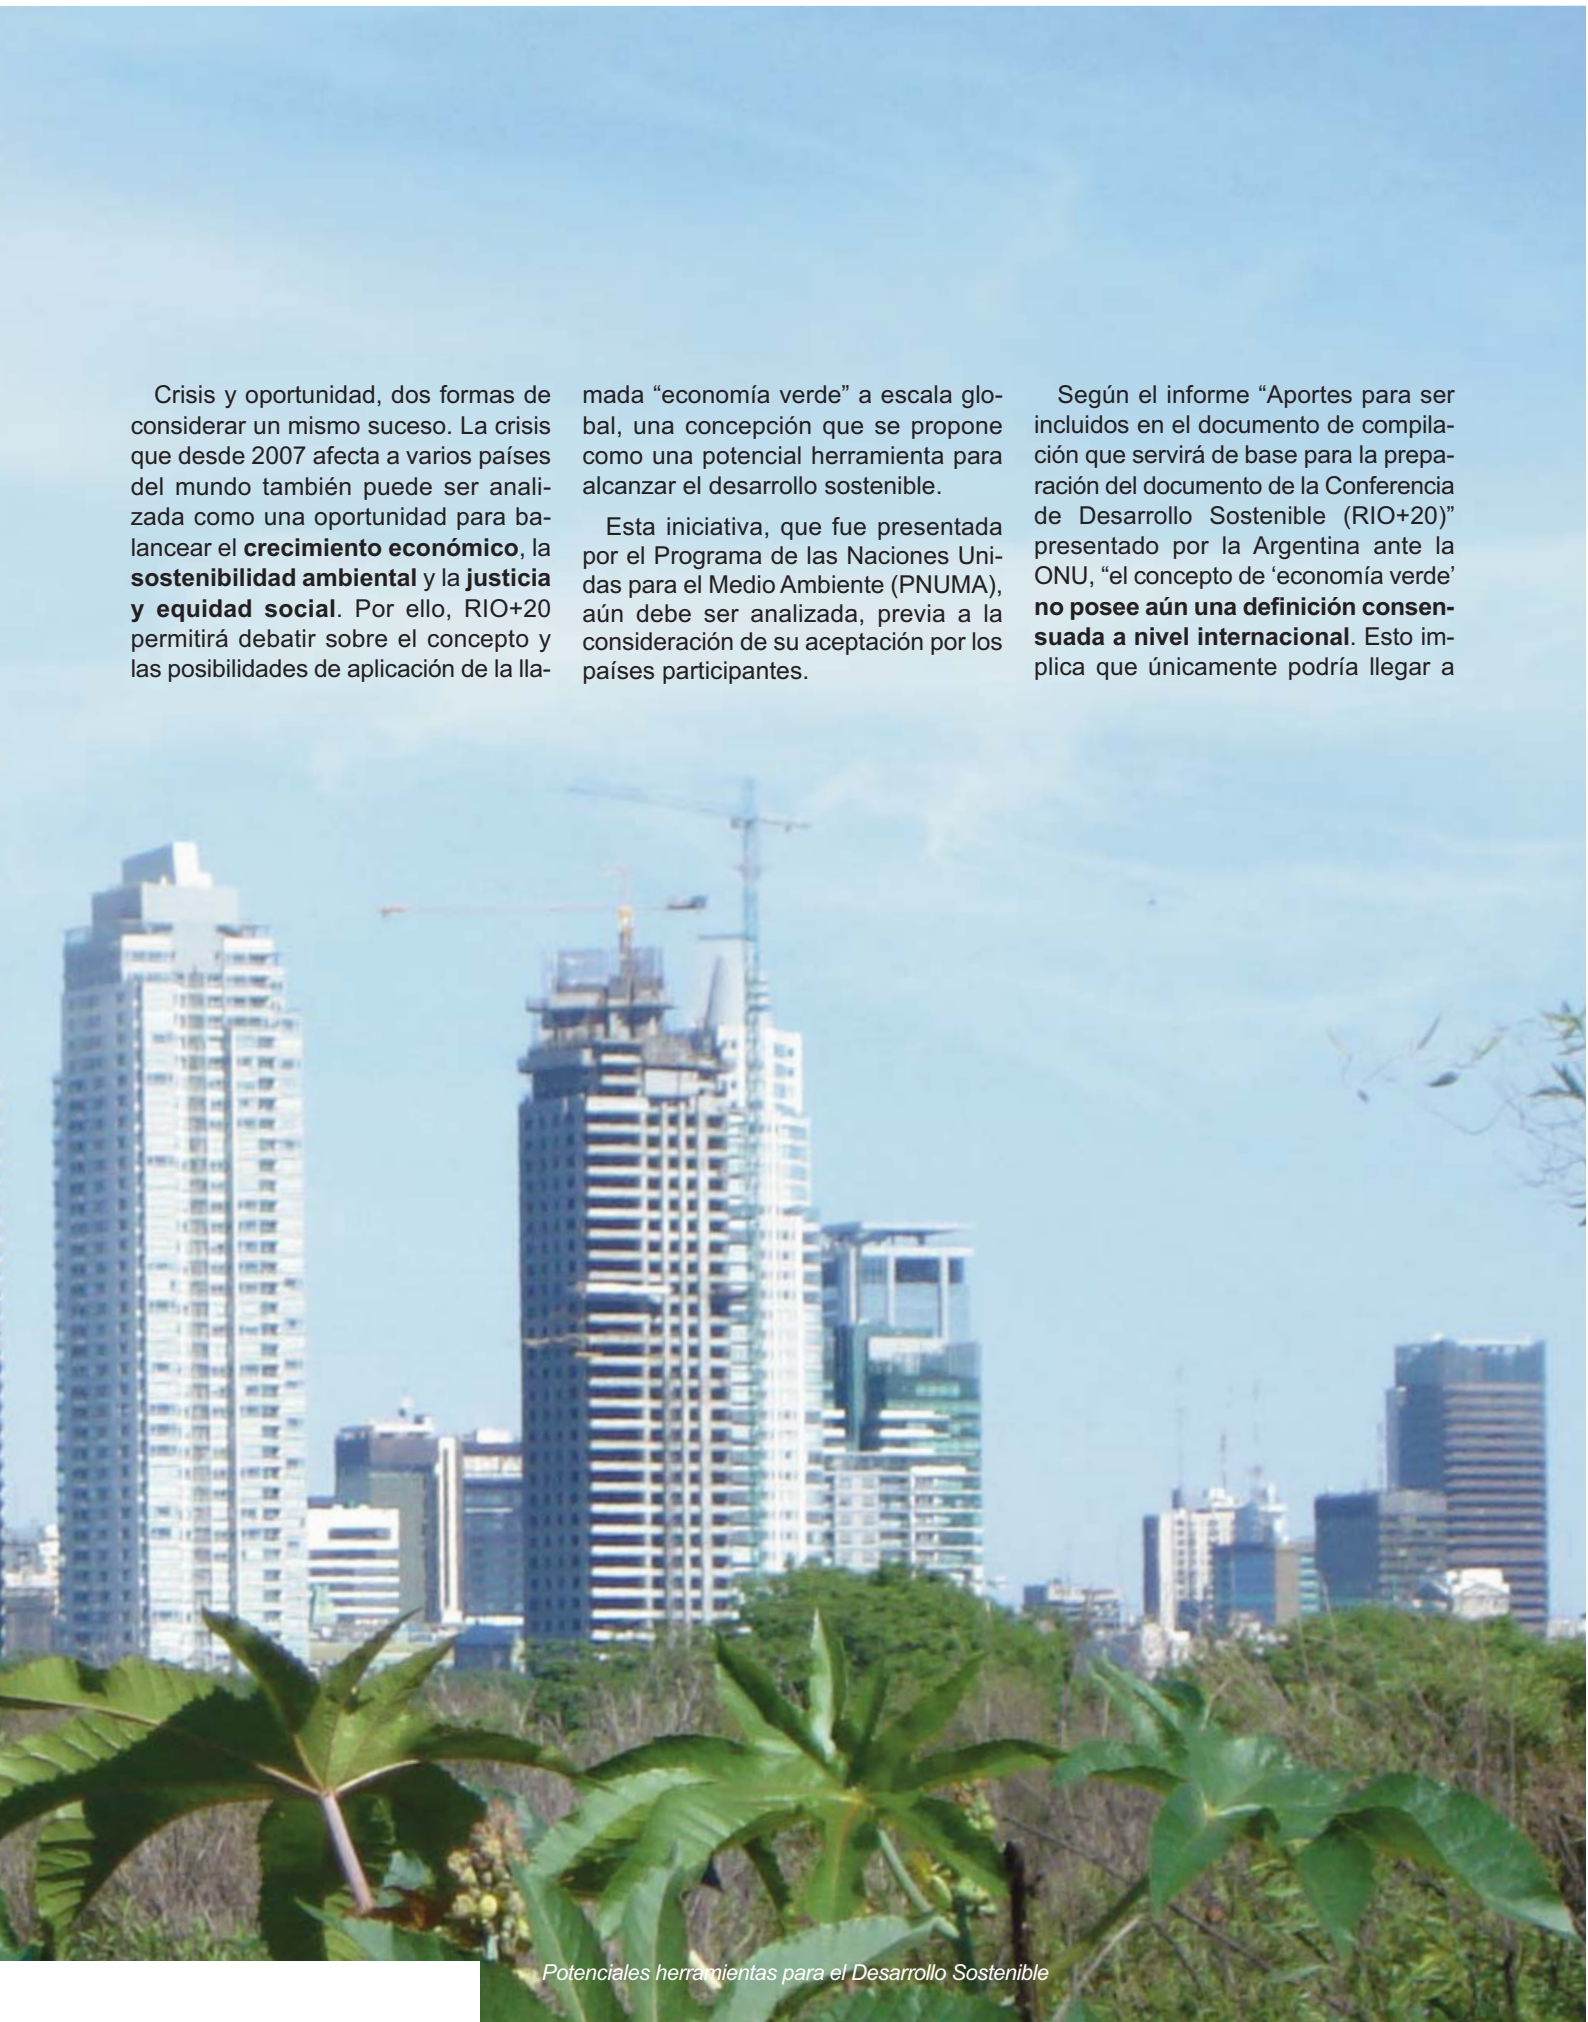 Crisis y oportunidad, dos formas de
considerar un mismo suceso. La crisis
que desde 2007 afecta a varios países
del mundo también puede ser anali-
zada como una oportunidad para ba-
lancear el crecimiento económico, la
sostenibilidad ambiental y la justicia
y equidad social. Por ello, RIO+20
permitirá debatir sobre el concepto y
las posibilidades de aplicación de la lla-
mada “economía verde” a escala glo-
bal, una concepción que se propone
como una potencial herramienta para
alcanzar el desarrollo sostenible.
Esta iniciativa, que fue presentada
por el Programa de las Naciones Uni-
das para el Medio Ambiente (PNUMA),
aún debe ser analizada, previa a la
consideración de su aceptación por los
países participantes.
Según el informe “Aportes para ser
incluidos en el documento de compila-
ción que servirá de base para la prepa-
ración del documento de la Conferencia
de Desarrollo Sostenible (RIO+20)”
presentado por la Argentina ante la
ONU, “el concepto de ‘economía verde’
no posee aún una definición consen-
suada a nivel internacional. Esto im-
plica que únicamente podría llegar a
Potenciales herramientas para el Desarrollo Sostenible